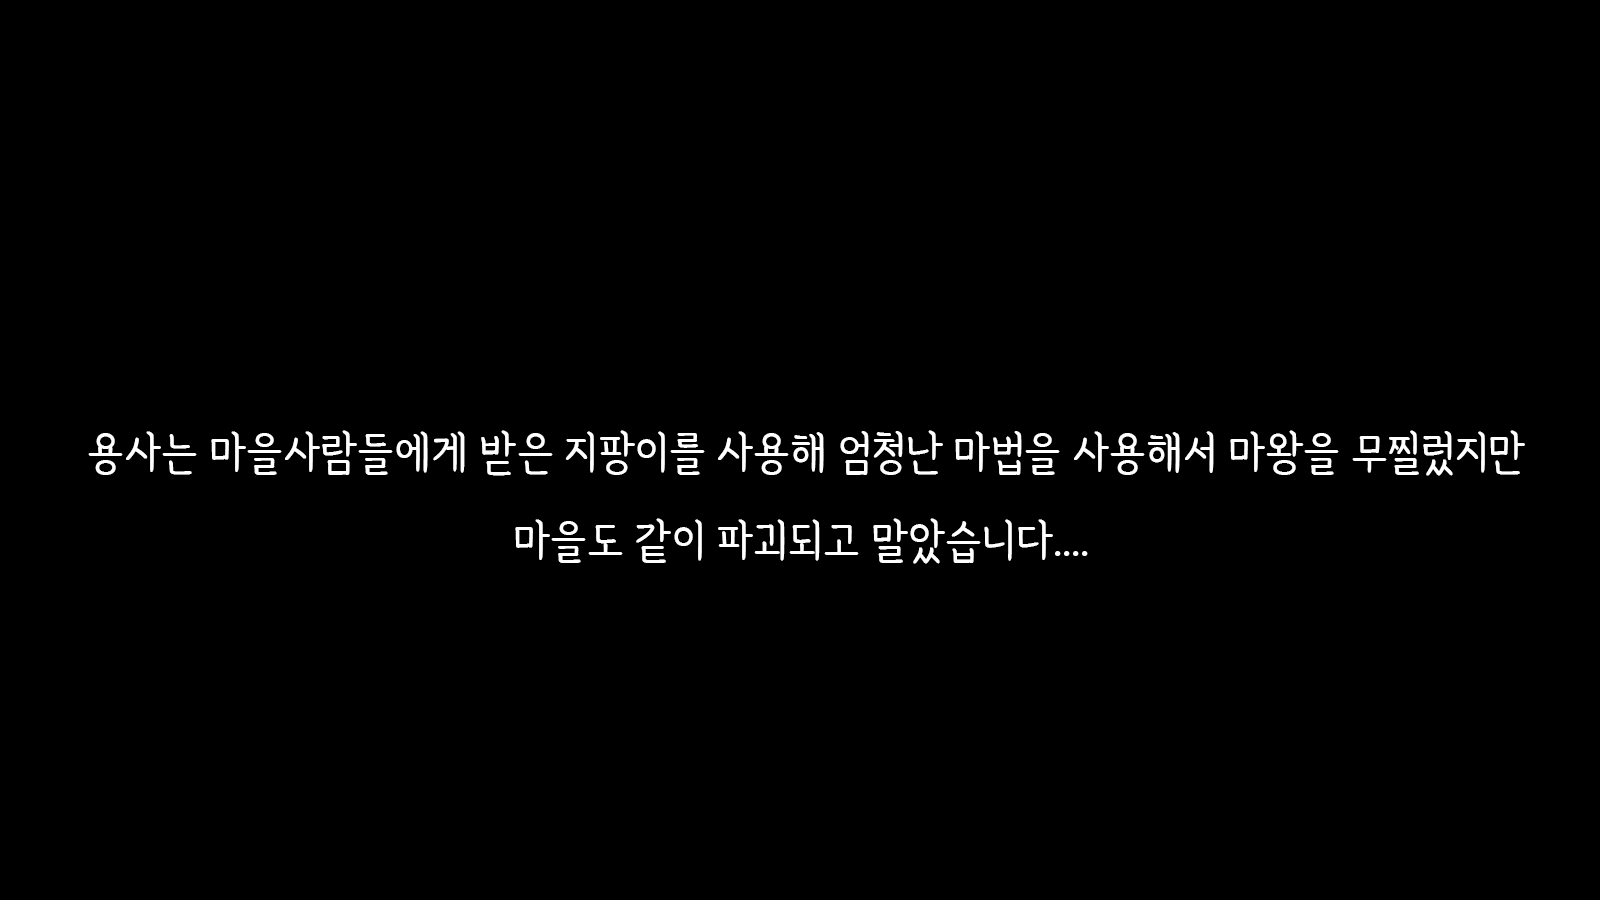 용사는 마을사람들에게 받은 지팡이를 사용해 엄청난 마법을 사용해서 마왕을 무찔렀지만
마을도 같이 파괴되고 말았습니다....